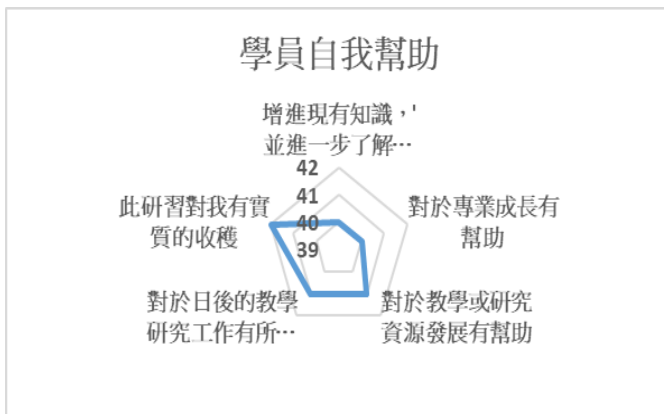 學員自我幫助
增進現有知識，'
並進一步了解…
42
41
40
39
對於專業成長有
幫助
對於教學或研究
資源發展有幫助
對於日後的教學
研究工作有所…
此研習對我有實
質的收穫